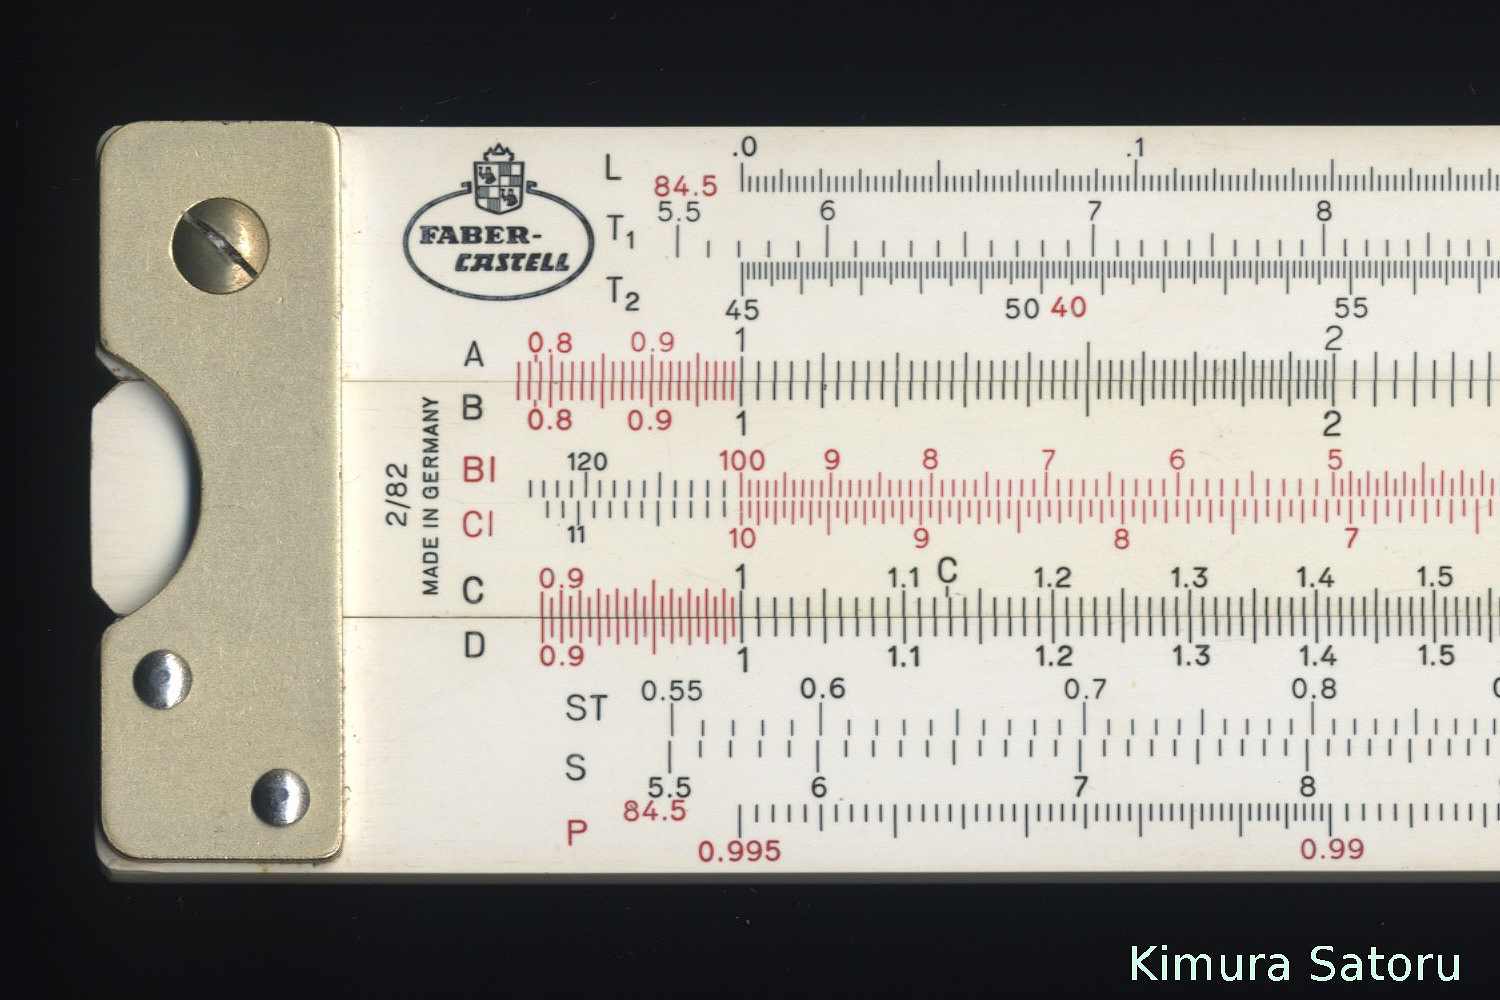 FABER-
CASTELL
2/82
MADE IN GERMANY
L .0 .1
84.5
T1 5.5 6 7 8
T2 45 50 40 55
A 0.8 0.9 1 2
B 0.8 0.9 1 2
BI 120 100 9 8 7 6 5
CI 11 10 9 8 7
C 0.9 1 1.1 C 1.2 1.3 1.4 1.5
D 0.9 1 1.1 1.2 1.3 1.4 1.5
ST 0.55 0.6 0.7 0.8
S 5.5 6 7 8
84.5
P 0.995 0.99
Kimura Satoru